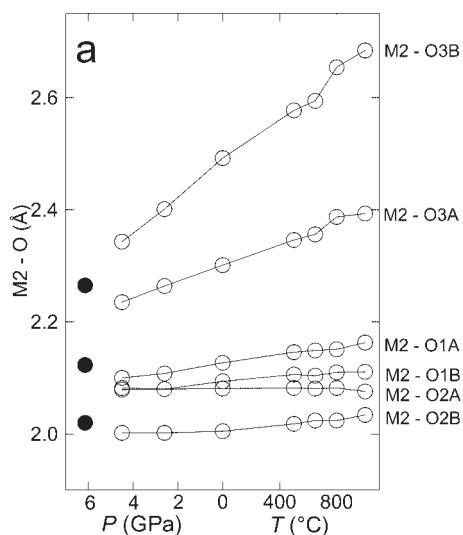 a
M2 - O (Å)
2.6
2.4
2.2
2.0
M2 - O3B
M2 - O3A
M2 - O1A
M2 - O1B
M2 - O2A
M2 - O2B
6 4 2 0 400 800
P (GPa) T (°C)